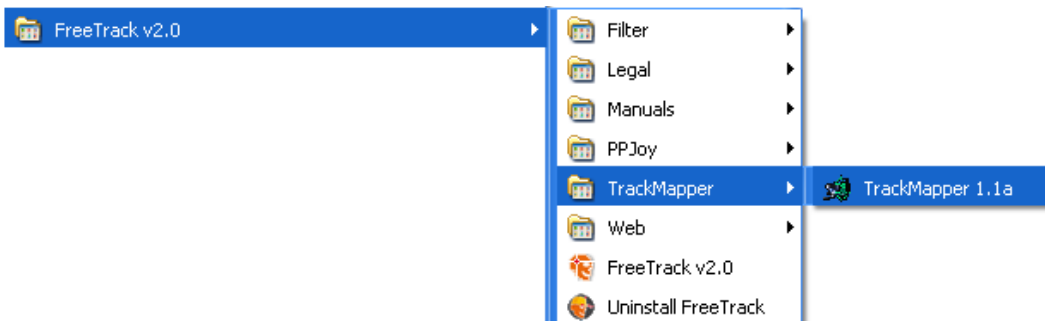 FreeTrack v2.0
Filter
Legal
Manuals
PPJoy
TrackMapper
TrackMapper 1.1a
Web
FreeTrack v2.0
Uninstall FreeTrack